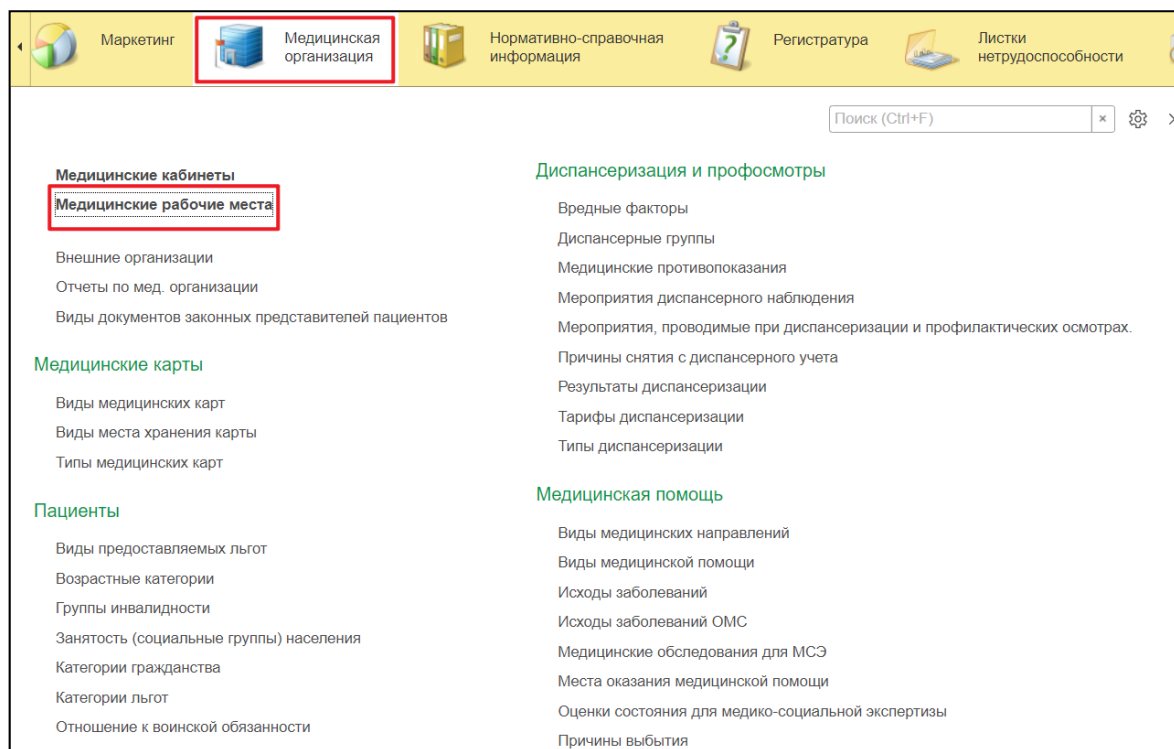 Маркетинг
Медицинская
организация
Нормативно-справочная
информация
Регистратура
Листки
нетрудоспособности
Поиск (Ctrl+F)
Медицинские кабинеты
Медицинские рабочие места
Внешние организации
Отчеты по мед. организации
Виды документов законных представителей пациентов
Медицинские карты
Виды медицинских карт
Виды места хранения карты
Типы медицинских карт
Пациенты
Виды предоставляемых льгот
Возрастные категории
Группы инвалидности
Занятость (социальные группы) населения
Категории гражданства
Категории льгот
Отношение к воинской обязанности
Диспансеризация и профосмотры
Вредные факторы
Диспансерные группы
Медицинские противопоказания
Мероприятия диспансерного наблюдения
Мероприятия, проводимые при диспансеризации и профилактических осмотрах.
Причины снятия с диспансерного учета
Результаты диспансеризации
Тарифы диспансеризации
Типы диспансеризации
Медицинская помощь
Виды медицинских направлений
Виды медицинской помощи
Исходы заболеваний
Исходы заболеваний ОМС
Медицинские обследования для МСЭ
Места оказания медицинской помощи
Оценки состояния для медико-социальной экспертизы
Причины выбытия